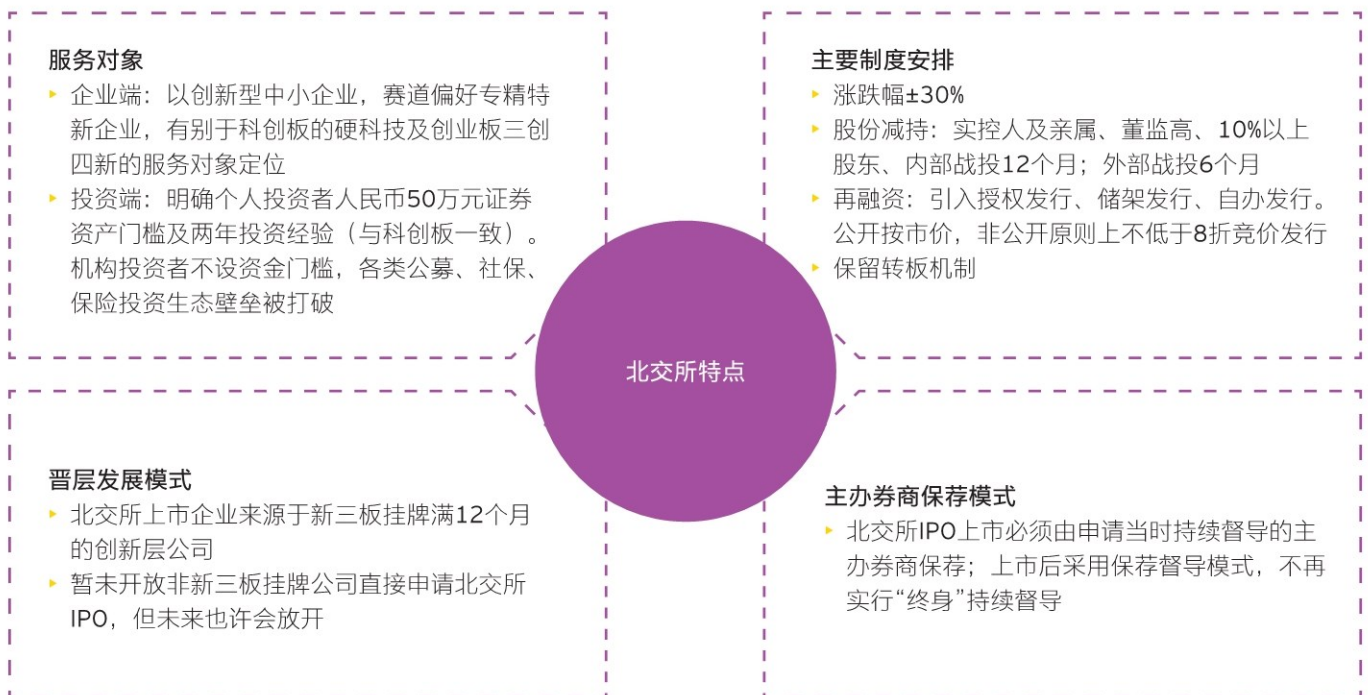 服务对象
▸ 企业端：以创新型中小企业，赛道偏好专精特
新企业，有别于科创板的硬科技及创业板三创
四新的服务对象定位
▸ 投资端：明确个人投资者人民币50万元证券
资产门槛及两年投资经验（与科创板一致）。
机构投资者不设资金门槛，各类公募、社保、
保险投资生态壁垒被打破
主要制度安排
▸ 涨跌幅±30%
▸ 股份减持：实控人及亲属、董监高、10%以上
股东、内部战投12个月；外部战投6个月
▸ 再融资：引入授权发行、储架发行、自办发行。
公开按市价，非公开原则上不低于8折竞价发行
▸ 保留转板机制
北交所特点
晋层发展模式
▸ 北交所上市企业来源于新三板挂牌满12个月
的创新层公司
▸ 暂未开放非新三板挂牌公司直接申请北交所
IPO，但未来也许会放开
主办券商保荐模式
▸ 北交所IPO上市必须由申请当时持续督导的主
办券商保荐；上市后采用保荐督导模式，不再
实行“终身”持续督导